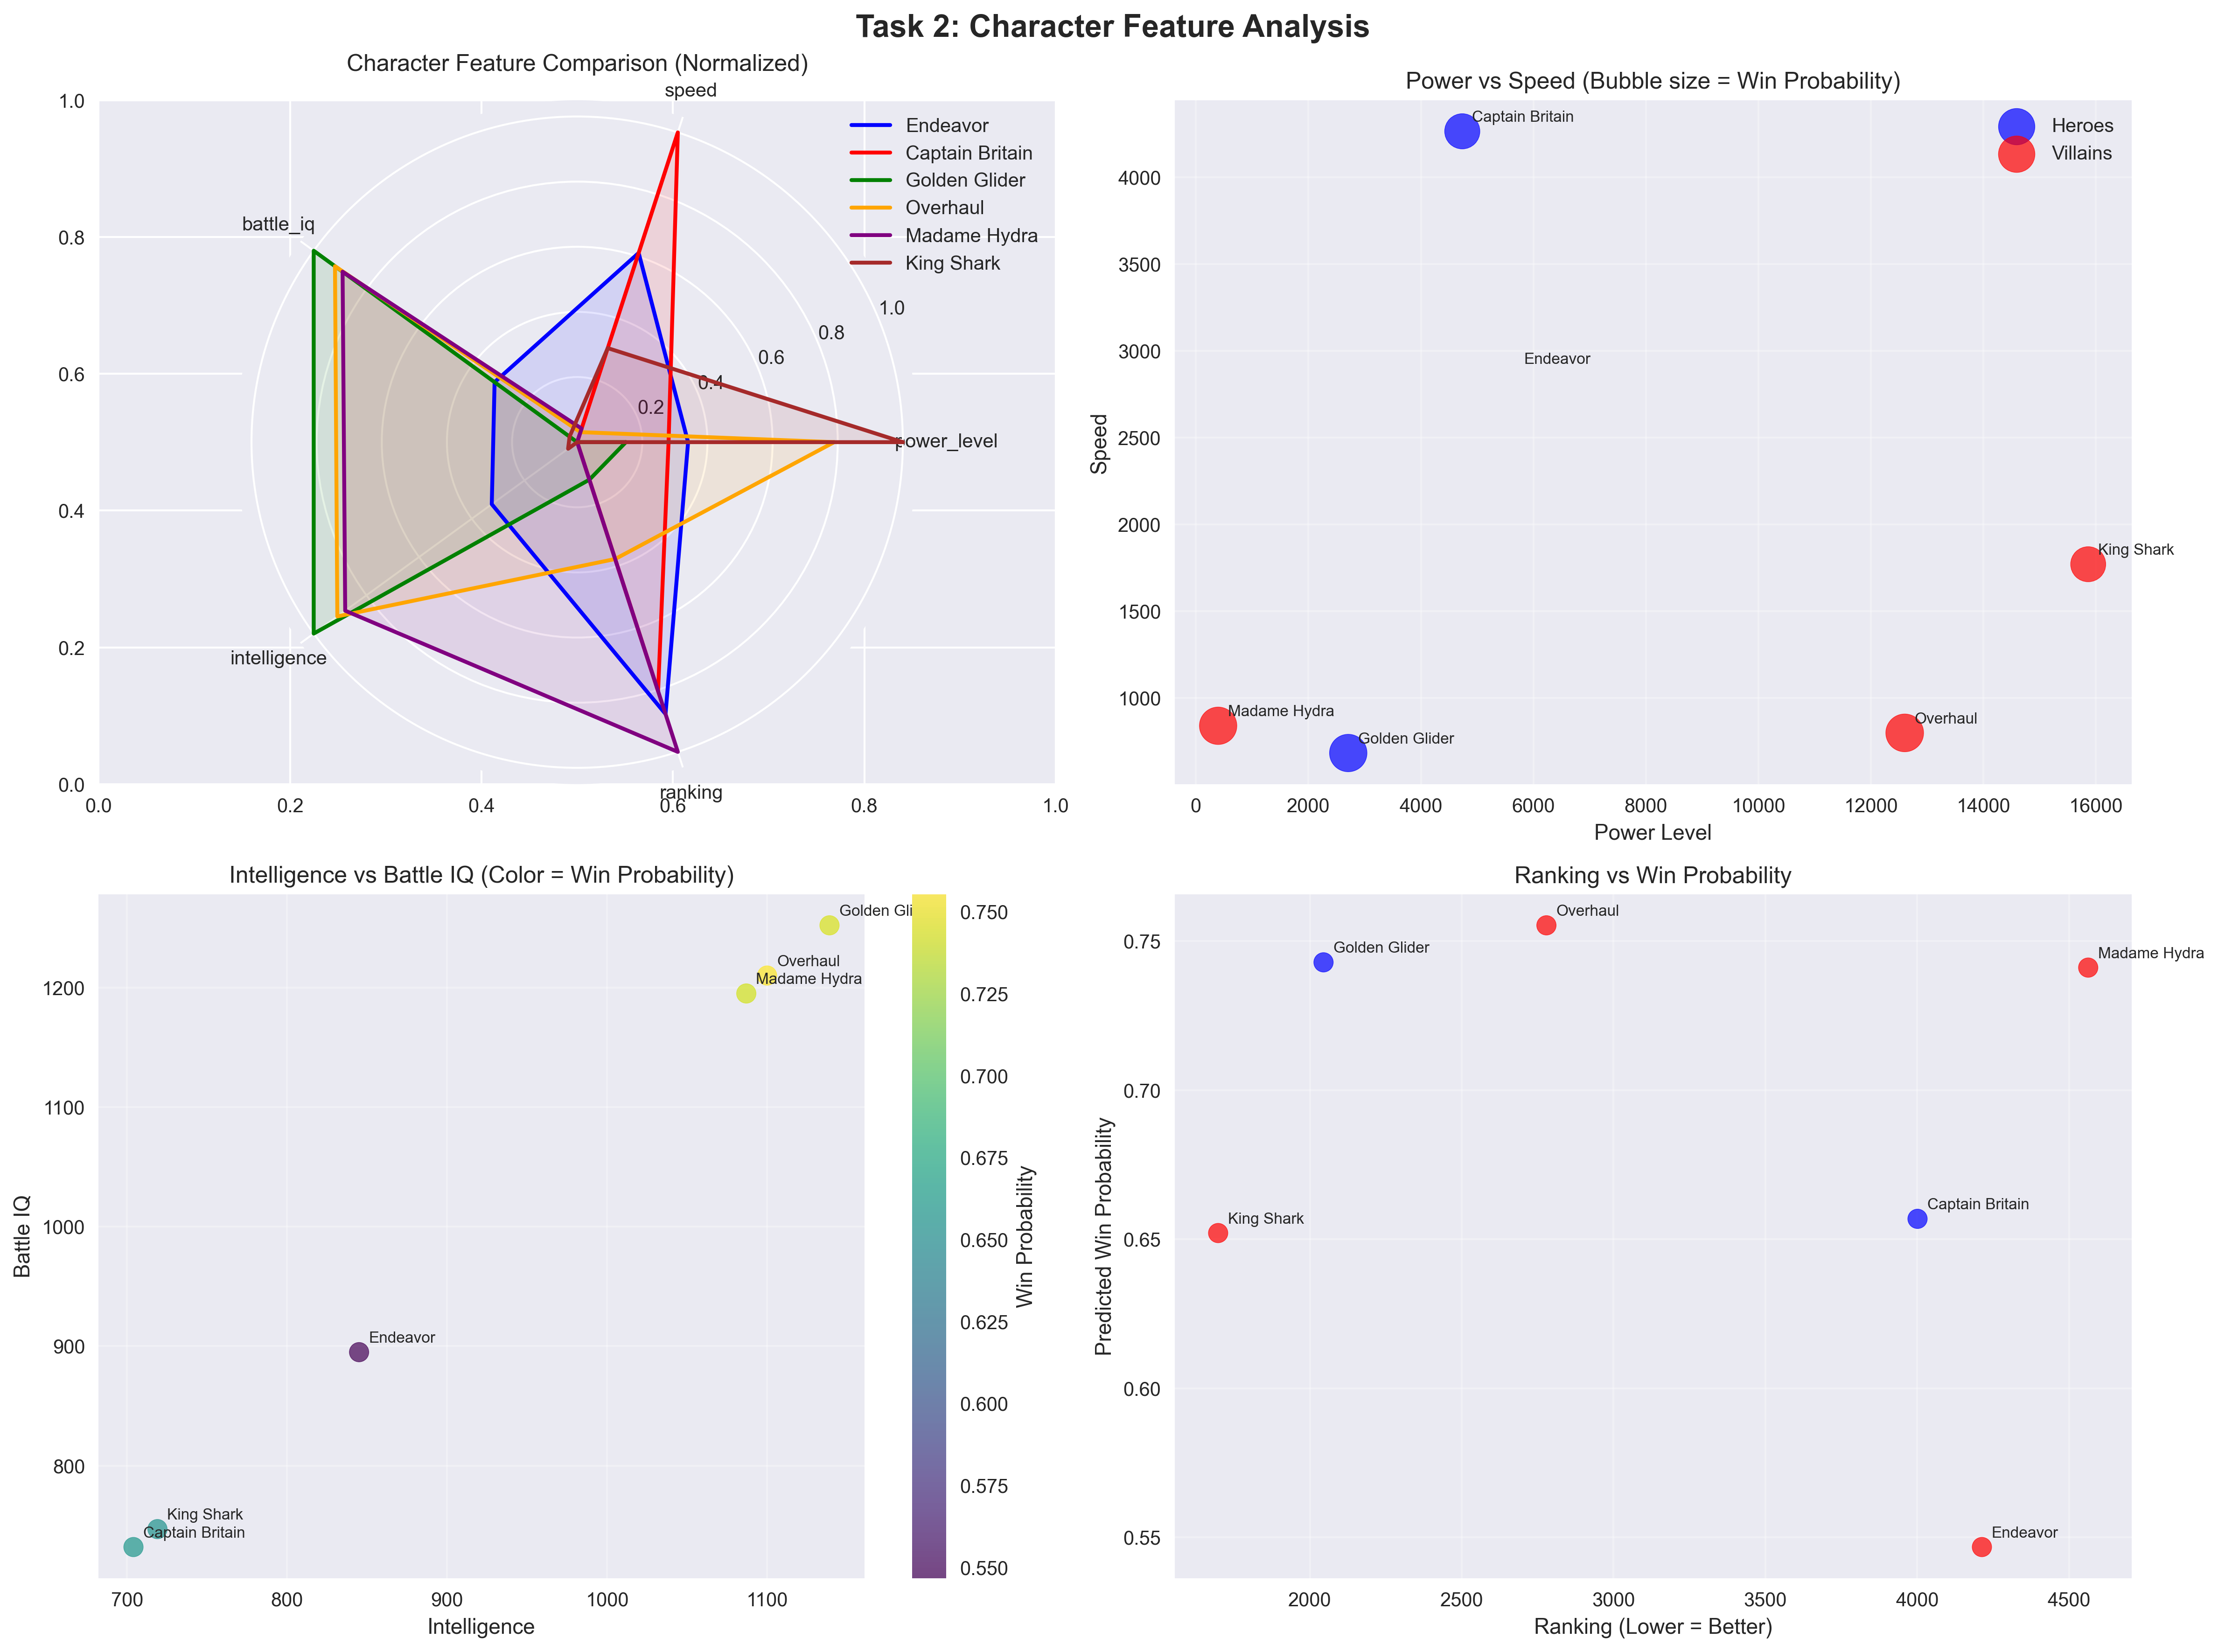 Task 2: Character Feature Analysis
Character Feature Comparison (Normalized)
speed
battle_iq
intelligence
ranking
power_level
0.2
0.4
0.6
0.8
1.0
Endeavor
Captain Britain
Golden Glider
Overhaul
Madame Hydra
King Shark
1.0
0.8
0.6
0.4
0.2
0.0
0.0 0.2 0.4 0.6 0.8 1.0
Power vs Speed (Bubble size = Win Probability)
Heroes
Villains
Captain Britain
Endeavor
King Shark
Madame Hydra
Golden Glider
Overhaul
Speed
4000
3500
3000
2500
2000
1500
1000
0 2000 4000 6000 8000 10000 12000 14000 16000
Power Level
Intelligence vs Battle IQ (Color = Win Probability)
Golden Gli
Overhaul
Madame Hydra
Endeavor
King Shark
Captain Britain
Battle IQ
1200
1100
1000
900
800
700 800 900 1000 1100
Intelligence
0.750
0.725
0.700
0.675
0.650
0.625
0.600
0.575
0.550
Win Probability
Ranking vs Win Probability
Overhaul
Golden Glider
Madame Hydra
King Shark
Captain Britain
Endeavor
Predicted Win Probability
0.75
0.70
0.65
0.60
0.55
2000 2500 3000 3500 4000 4500
Ranking (Lower = Better)